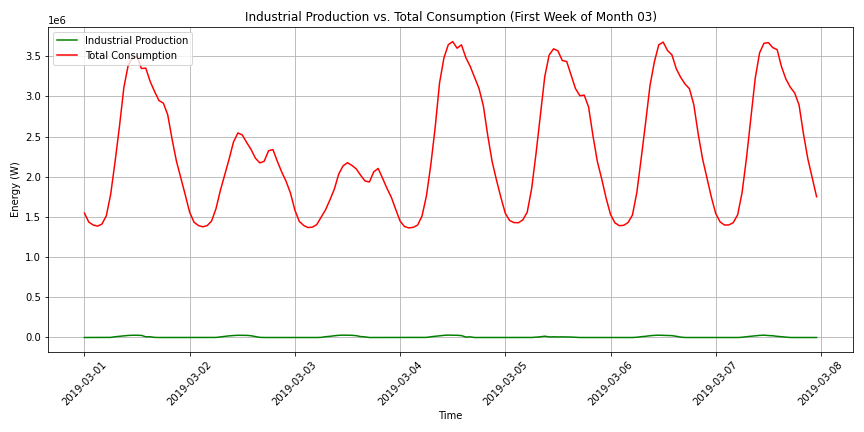 Industrial Production vs. Total Consumption (First Week of Month 03)
1e6
Industrial Production
Total Consumption
3.5
3.0
2.5
2.0
1.5
1.0
0.5
0.0
Energy (W)
2019-03-01
2019-03-02
2019-03-03
2019-03-04
2019-03-05
2019-03-06
2019-03-07
2019-03-08
Time